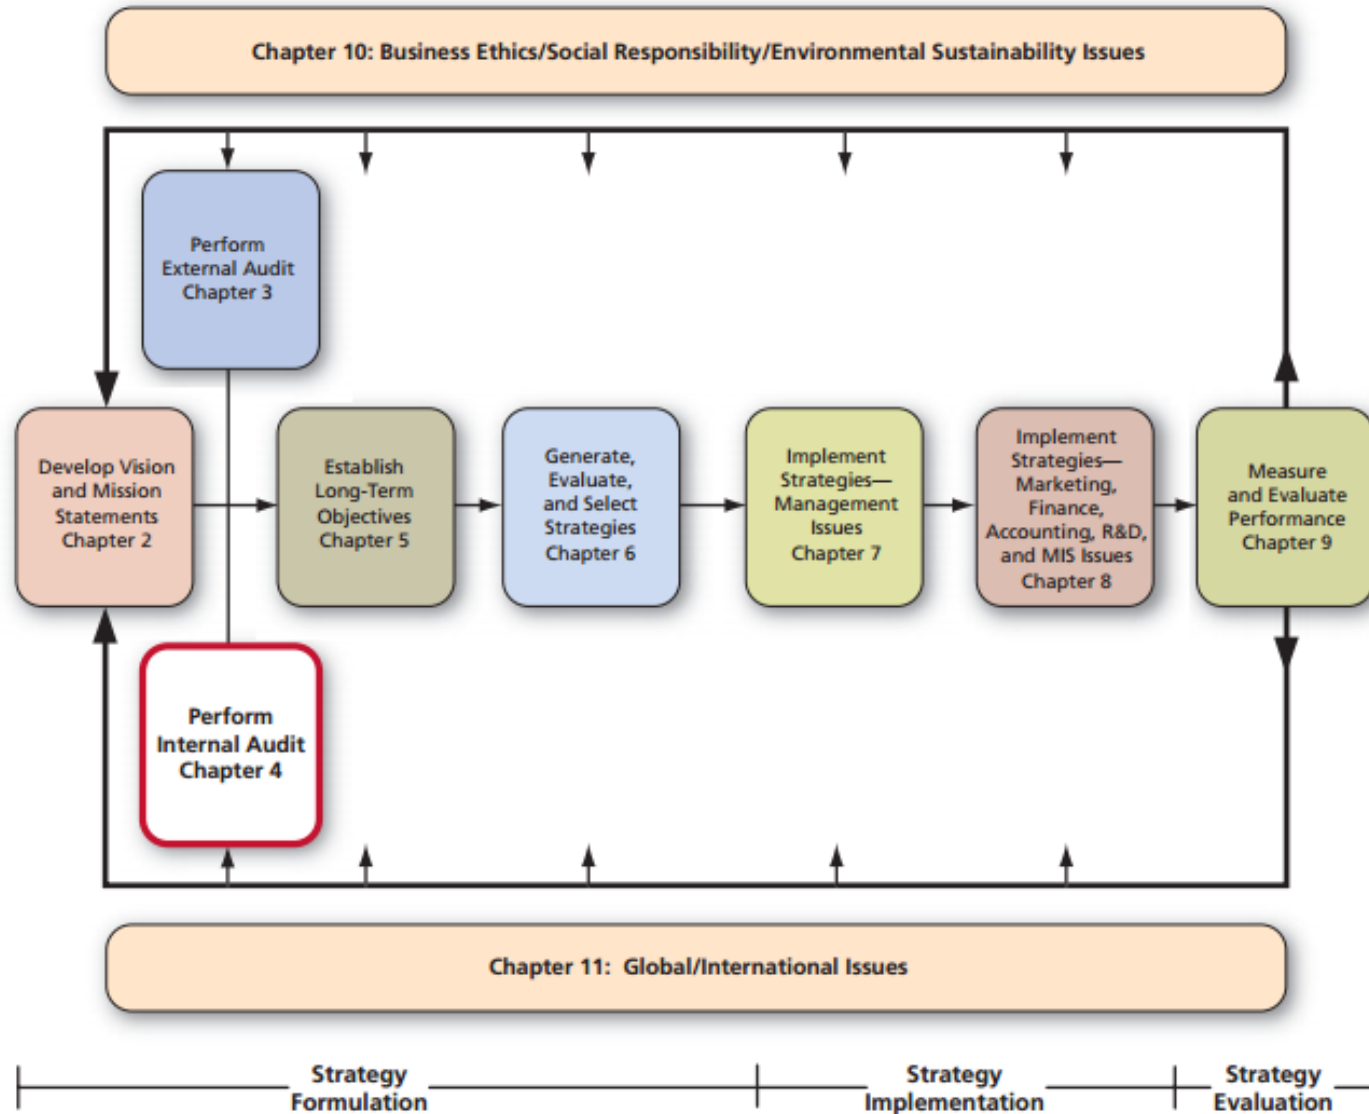 Chapter 10: Business Ethics/Social Responsibility/Environmental Sustainability Issues
Perform
External Audit
Chapter 3
Develop Vision
and Mission
Statements
Chapter 2
Establish
Long-Term
Objectives
Chapter 5
Generate,
Evaluate,
and Select
Strategies
Chapter 6
Implement
Strategies—
Management
Issues
Chapter 7
Implement
Strategies—
Marketing,
Finance,
Accounting, R&D,
and MIS Issues
Chapter 8
Measure
and Evaluate
Performance
Chapter 9
Perform
Internal Audit
Chapter 4
Chapter 11: Global/International Issues
Strategy
Formulation
Strategy
Implementation
Strategy
Evaluation